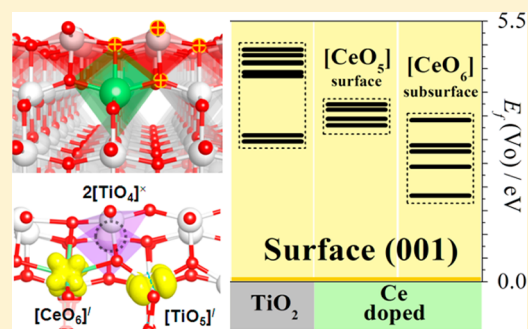 2[TiO₄]ˣ
[CeO₆]ᴵ
[TiO₅]ᴵ
[CeO₅]
surface
[CeO₆]
subsurface
Surface (001)
TiO₂
Ce
doped
5.5
E_f(Vo) / eV
0.0